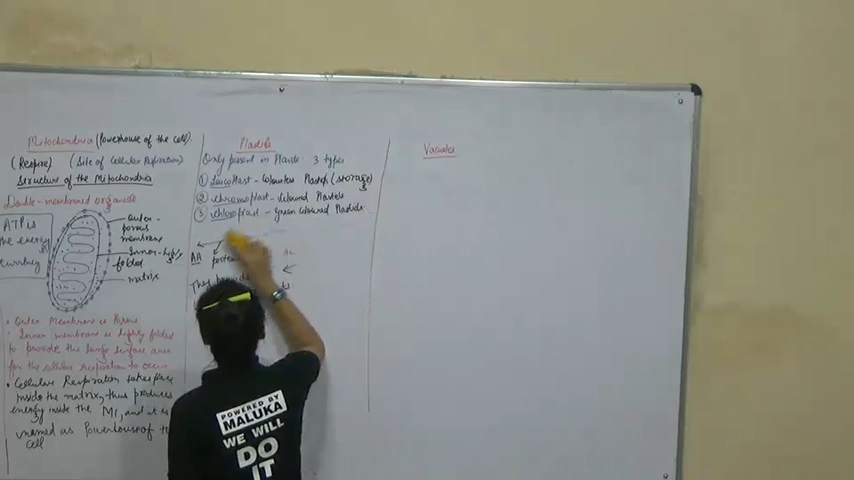 Mitochondria (Powerhouse of the cell)
(Respire) (Site of Cellular Respiration)
Structure of the Mitochondria
Double-membraned organelle
ATP is
the energy
currency
Outer-
porous
membrane
Inner-highly
folded
matrix
• Outer Membrane is Porous
• Inner membrane is highly folded
to provide the large surface area
for the cellular respiration to occur
• Cellular Respiration takes place
inside the matrix, thus produces
energy inside the M, and it is
named as Powerhouse of the
Cell
Plastids
Only present in Plants 3 types
① Leucoplast - Colourless Plastids (storage)
② Chromoplast - Coloured Plastids
③ Chloroplast - green coloured Plastids
AA
They
Vacuoles
POWERED BY
MALUKA
WE WILL
DO
IT